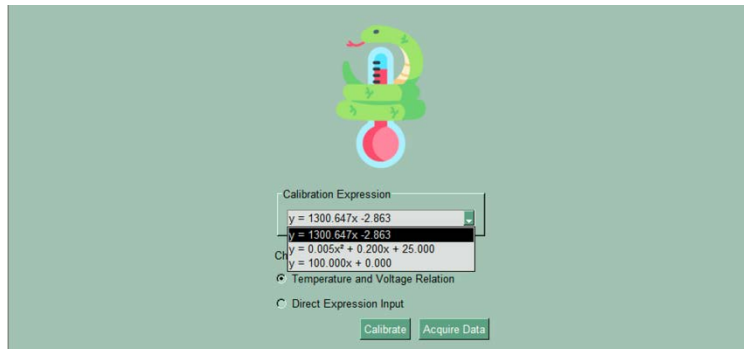 Calibration Expression
y = 1300.647x -2.863
y = 1300.647x -2.863
y = 0.005x² + 0.200x + 25.000
y = 100.000x + 0.000
Ch
Temperature and Voltage Relation
Direct Expression Input
Calibrate Acquire Data